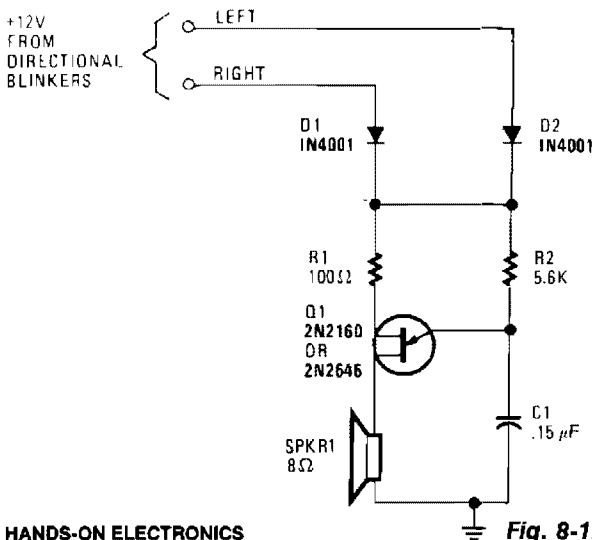 +12V
FROM
DIRECTIONAL
BLINKERS
LEFT
RIGHT
D1
1N4001
D2
1N4001
R1
100Ω
R2
5.6K
Q1
2N2160
OR
2N2646
C1
.15 µF
SPKR1
8Ω
HANDS-ON ELECTRONICS
Fig. 8-1